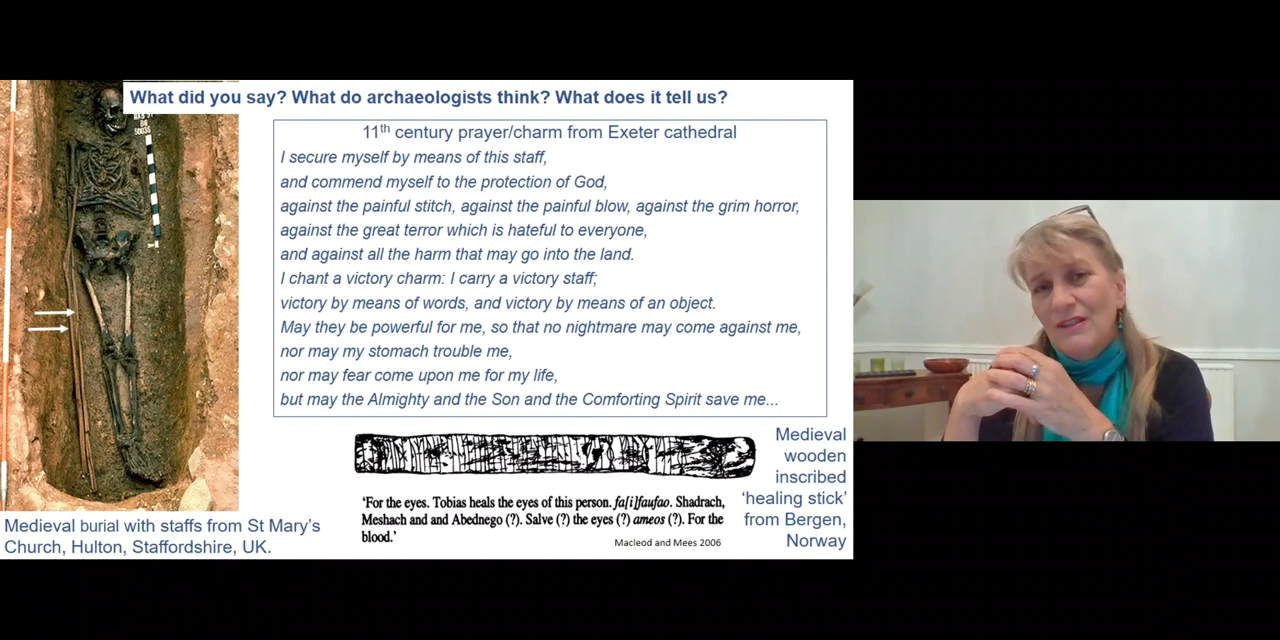 What did you say? What do archaeologists think? What does it tell us?
11th century prayer/charm from Exeter cathedral
I secure myself by means of this staff,
and commend myself to the protection of God,
against the painful stitch, against the painful blow, against the grim horror,
against the great terror which is hateful to everyone,
and against all the harm that may go into the land.
I chant a victory charm: I carry a victory staff;
victory by means of words, and victory by means of an object.
May they be powerful for me, so that no nightmare may come against me,
nor may my stomach trouble me,
nor may fear come upon me for my life,
but may the Almighty and the Son and the Comforting Spirit save me...
Medieval
wooden
inscribed
‘healing stick’
from Bergen,
Norway
‘For the eyes. Tobias heals the eyes of this person. fa[i]faufao. Shadrach,
Meshach and and Abednego (?). Salve (?) the eyes (?) ameos (?). For the
blood.’
Macleod and Mees 2006
Medieval burial with staffs from St Mary’s
Church, Hulton, Staffordshire, UK.